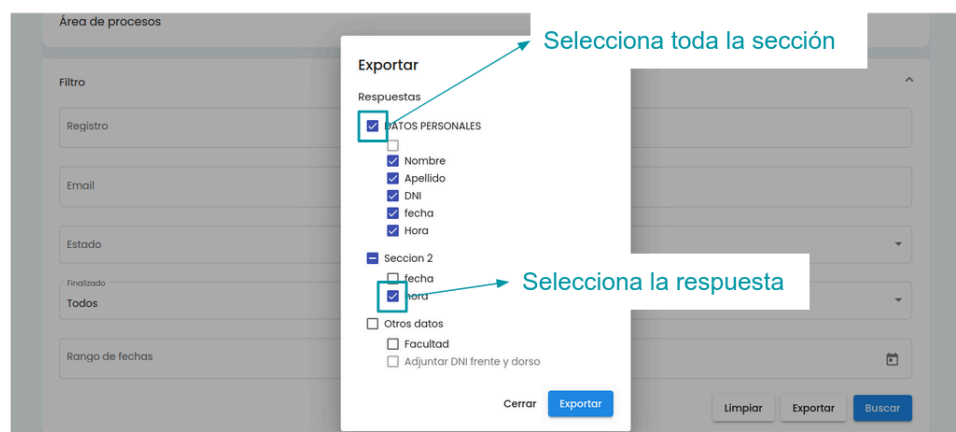 Área de procesos
Selecciona toda la sección
Exportar
Filtro
Respuestas
Registro
DATOS PERSONALES
Nombre
Apellido
Email
DNI
fecha
Hora
Estado
Seccion 2
fecha
Selecciona la respuesta
hora
Finalizado
Todos
Otros datos
Facultad
Rango de fechas
Adjuntar DNI frente y dorso
Cerrar
Exportar
Limpiar
Exportar
Buscar